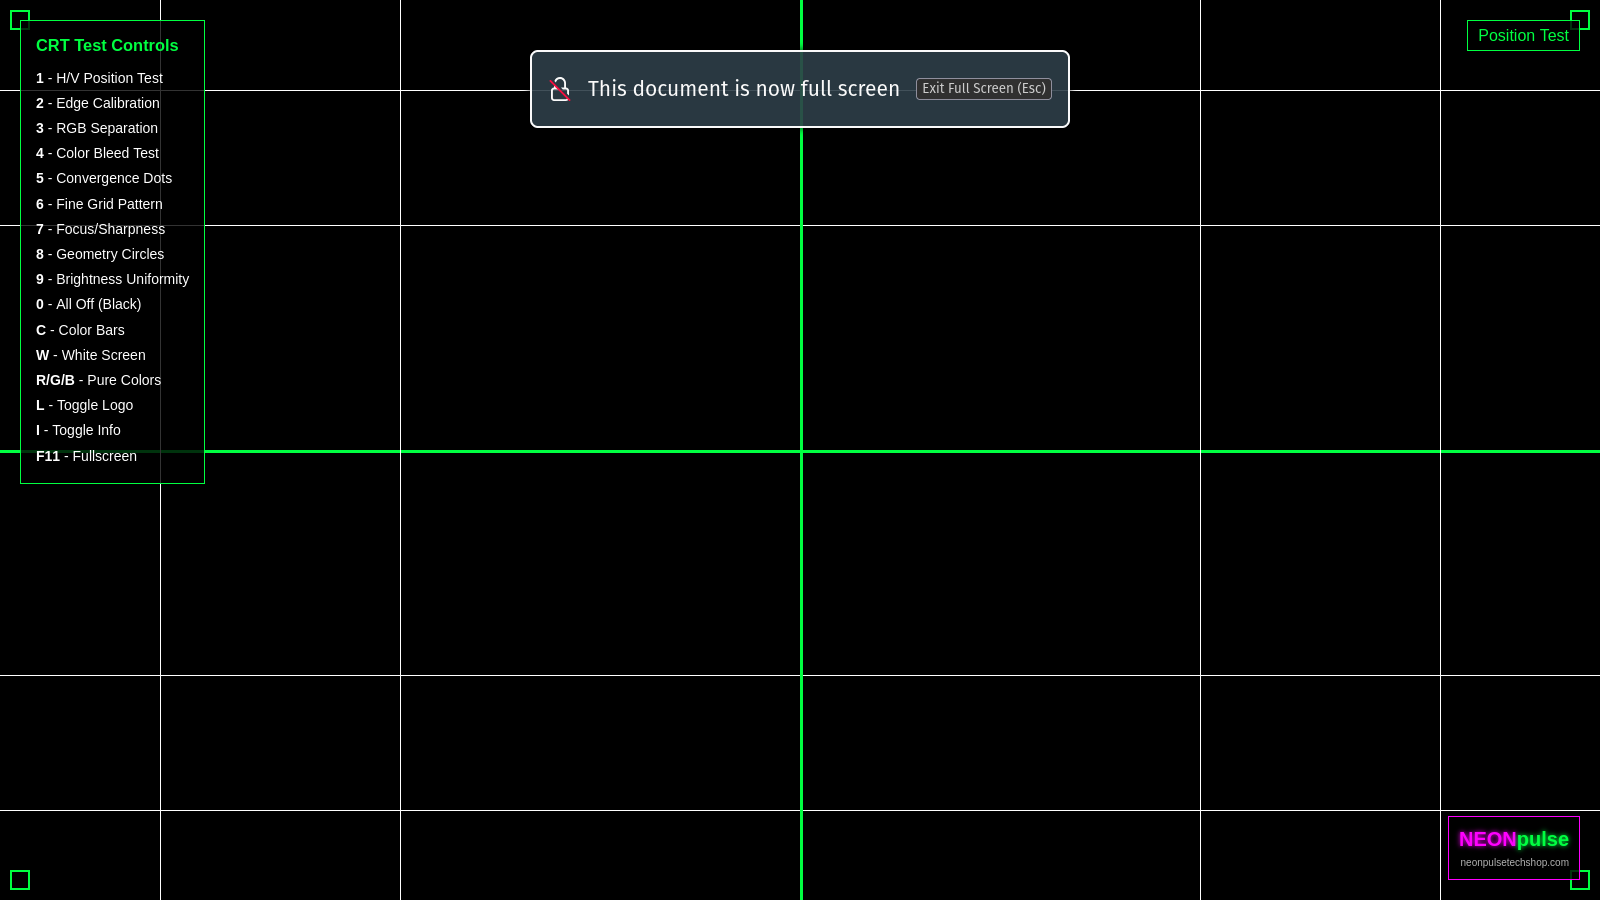 CRT Test Controls
1 - H/V Position Test
2 - Edge Calibration
3 - RGB Separation
4 - Color Bleed Test
5 - Convergence Dots
6 - Fine Grid Pattern
7 - Focus/Sharpness
8 - Geometry Circles
9 - Brightness Uniformity
0 - All Off (Black)
C - Color Bars
W - White Screen
R/G/B - Pure Colors
L - Toggle Logo
I - Toggle Info
F11 - Fullscreen
This document is now full screen
Exit Full Screen (Esc)
Position Test
NEONpulse
neonpulsetechshop.com